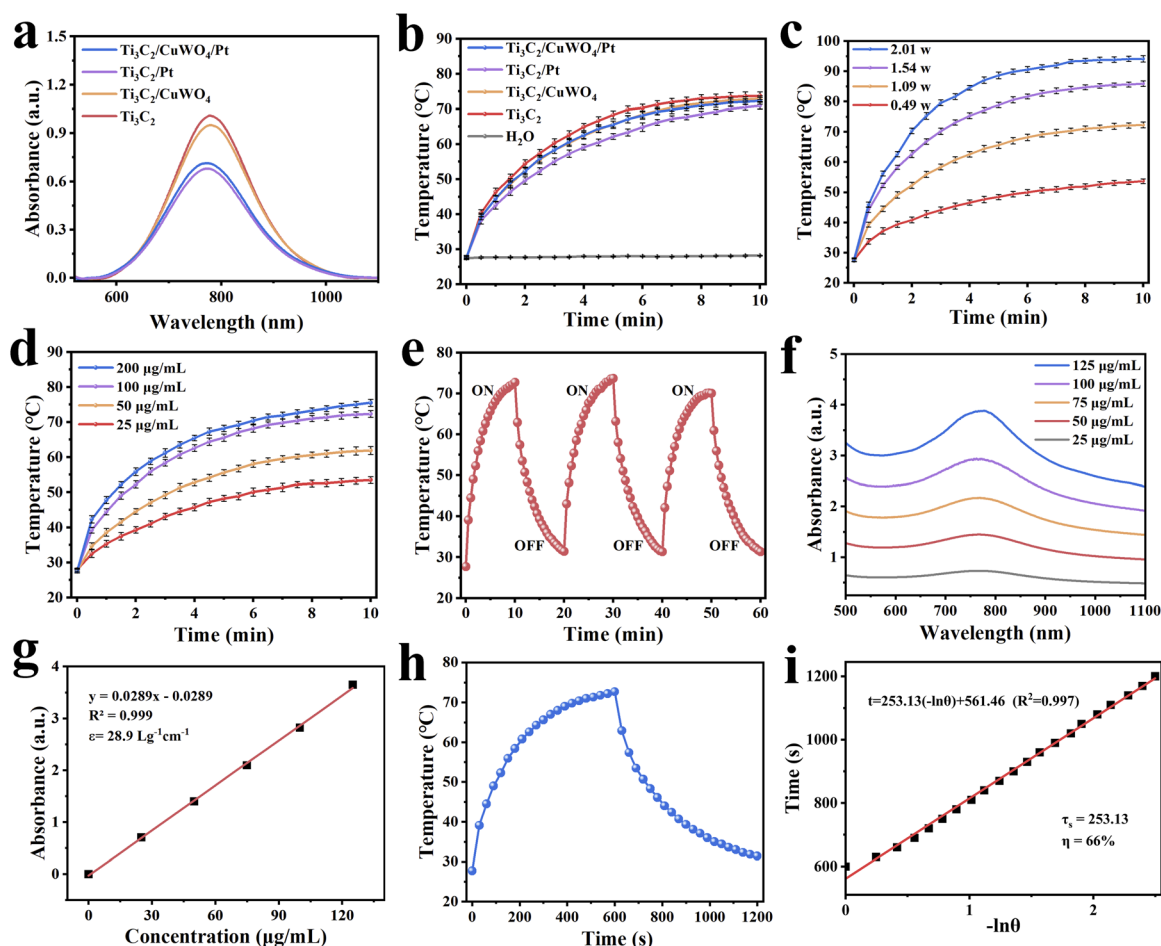 a
1.5
1.2
0.9
0.6
0.3
0.0
Absorbance (a.u.)
600 800 1000
Wavelength (nm)
Ti₃C₂/CuWO₄/Pt
Ti₃C₂/Pt
Ti₃C₂/CuWO₄
Ti₃C₂
b
90
80
70
60
50
40
30
20
Temperature (°C)
0 2 4 6 8 10
Time (min)
Ti₃C₂/CuWO₄/Pt
Ti₃C₂/Pt
Ti₃C₂/CuWO₄
Ti₃C₂
H₂O
c
100
90
80
70
60
50
40
30
20
Temperature (°C)
0 2 4 6 8 10
Time (min)
2.01 w
1.54 w
1.09 w
0.49 w
d
90
80
70
60
50
40
30
20
Temperature (°C)
0 2 4 6 8 10
Time (min)
200 μg/mL
100 μg/mL
50 μg/mL
25 μg/mL
e
80
70
60
50
40
30
20
Temperature (°C)
0 10 20 30 40 50 60
Time (min)
ON ON ON
OFF OFF OFF
f
5
4
3
2
1
Absorbance (a.u.)
500 600 700 800 900 1000 1100
Wavelength (nm)
125 μg/mL
100 μg/mL
75 μg/mL
50 μg/mL
25 μg/mL
g
4
3
2
1
0
Absorbance (a.u.)
0 30 60 90 120
Concentration (μg/mL)
y = 0.0289x - 0.0289
R² = 0.999
ε= 28.9 Lg⁻¹cm⁻¹
h
80
70
60
50
40
30
20
Temperature (°C)
0 200 400 600 800 1000 1200
Time (s)
i
1200
1000
800
600
Time (s)
0 1 2
-lnθ
t=253.13(-lnθ)+561.46 (R²=0.997)
τₛ = 253.13
η = 66%